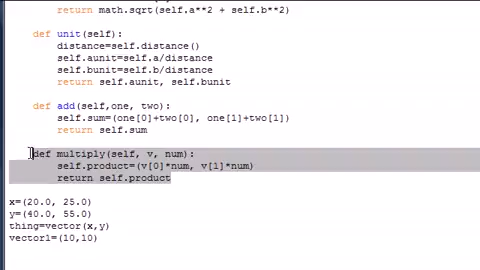 return math.sqrt(self.a**2 + self.b**2)
def unit(self):
distance=self.distance()
self.aunit=self.a/distance
self.bunit=self.b/distance
return self.aunit, self.bunit
def add(self,one, two):
self.sum=(one[0]+two[0], one[1]+two[1])
return self.sum
def multiply(self, v, num):
self.product=(v[0]*num, v[1]*num)
return self.product
x=(20.0, 25.0)
y=(40.0, 55.0)
thing=vector(x,y)
vector1=(10,10)